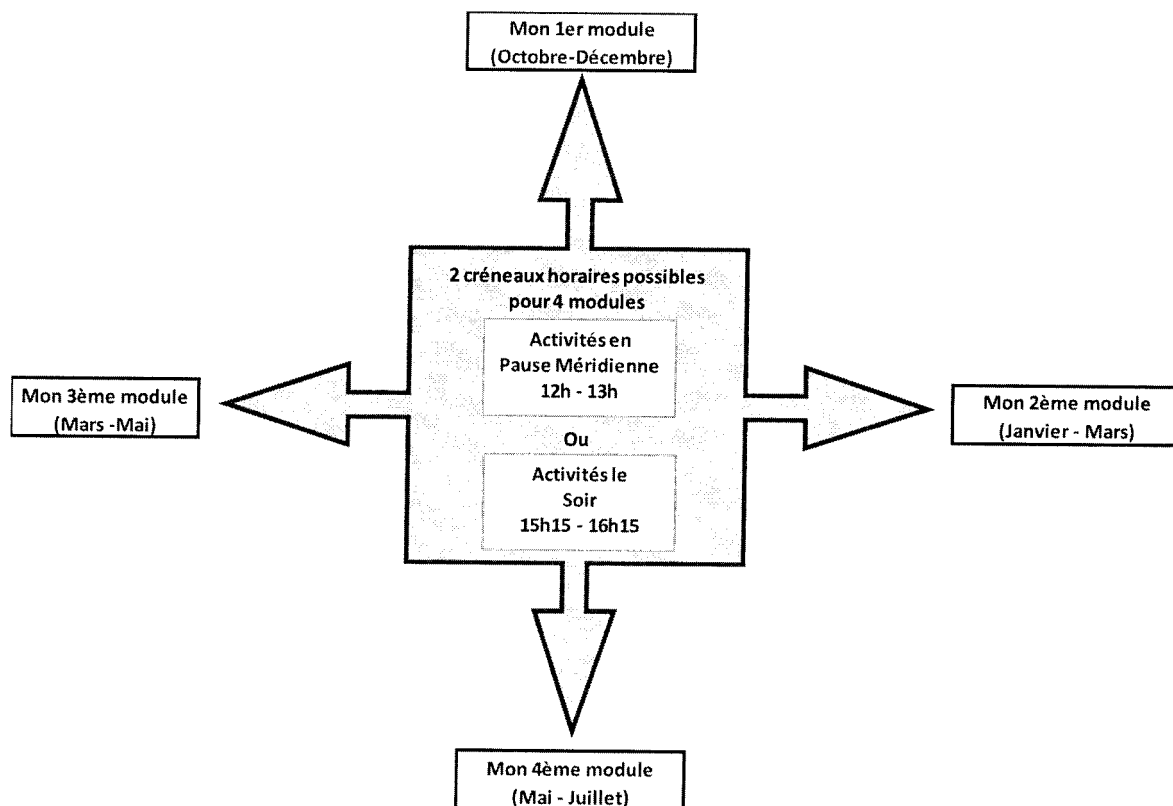 Mon 1er module
(Octobre-Décembre)
2 créneaux horaires possibles
pour 4 modules
Activités en
Pause Méridienne
12h - 13h
Ou
Activités le
Soir
15h15 - 16h15
Mon 3ème module
(Mars -Mai)
Mon 2ème module
(Janvier - Mars)
Mon 4ème module
(Mai - Juillet)